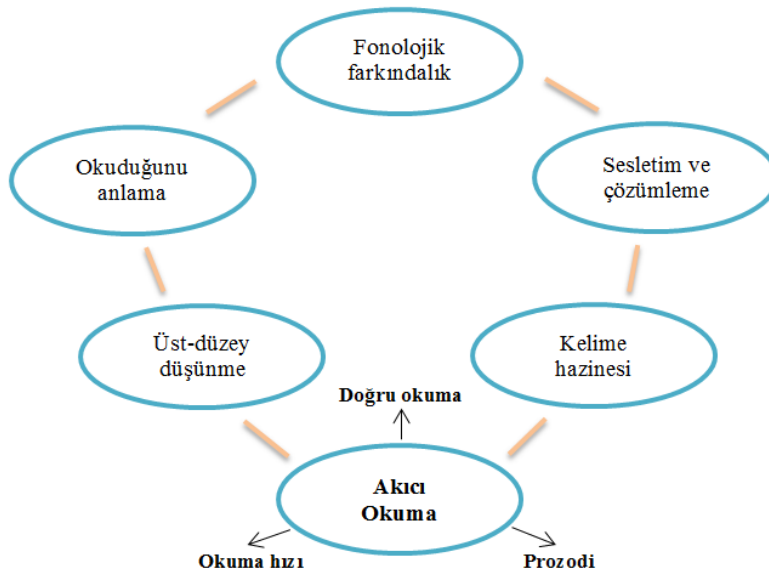 Fonolojik
farkındalık
Okuduğunu
anlama
Sesletim ve
çözümleme
Üst-düzey
düşünme
Kelime
hazinesi
Doğru okuma
Akıcı
Okuma
Okuma hızı
Prozodi